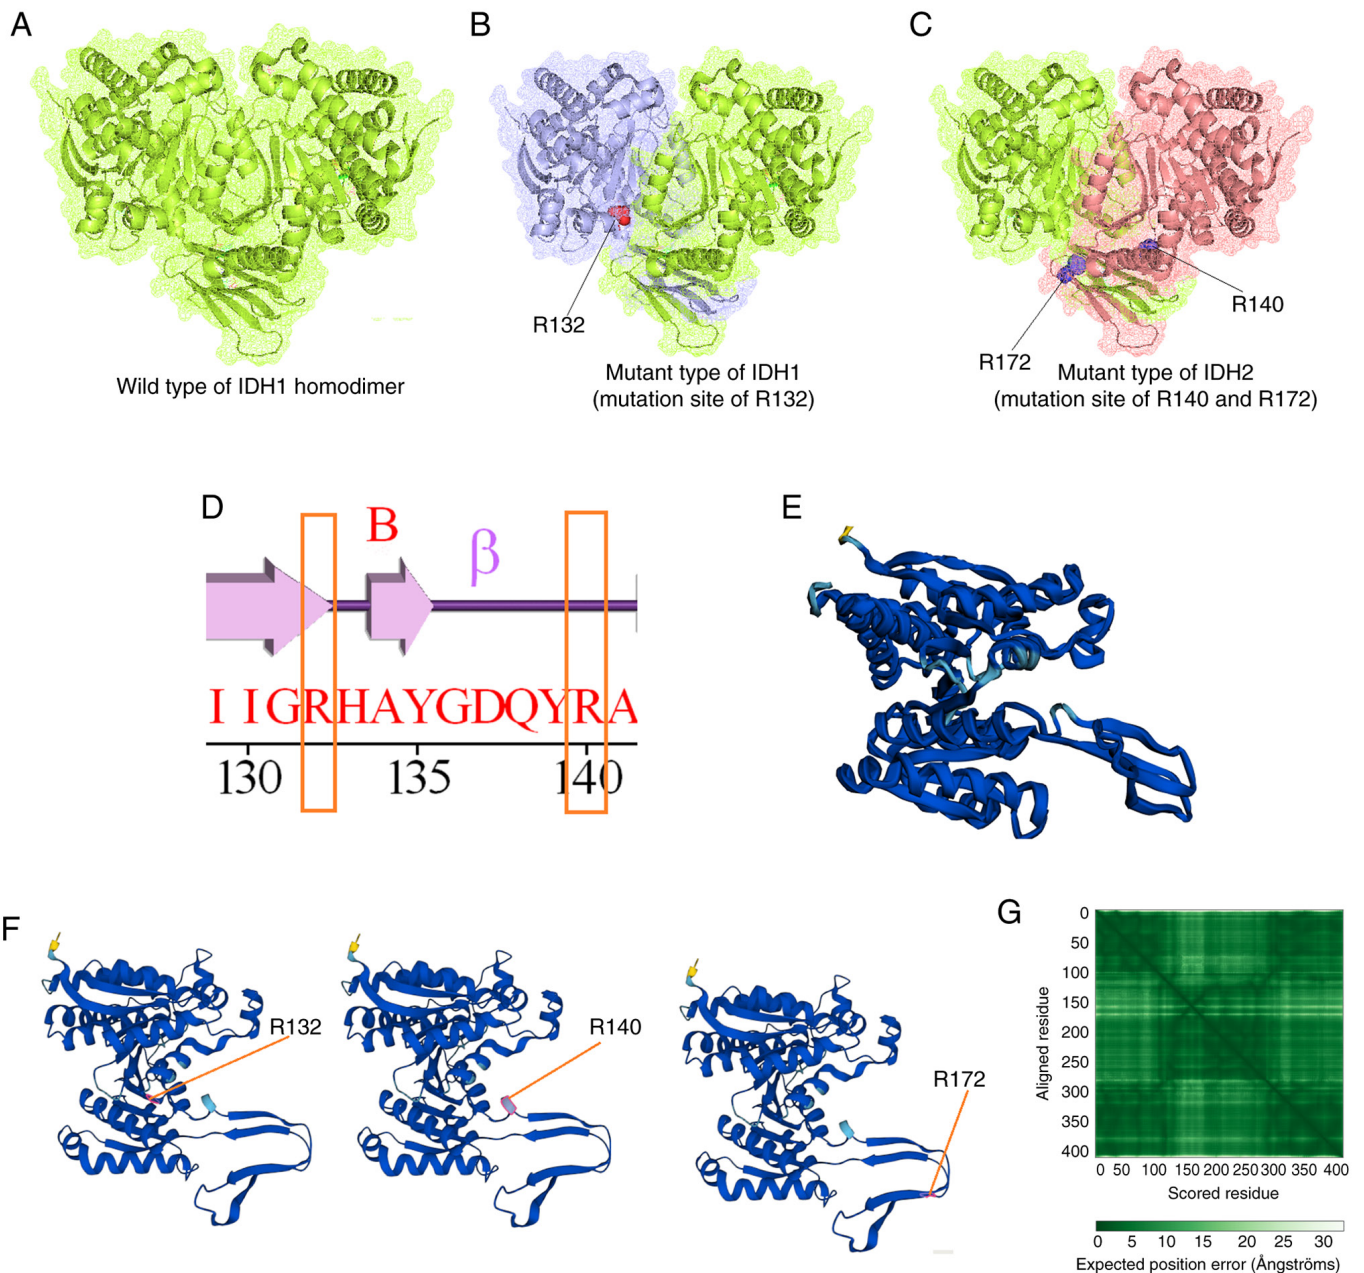 A
B
C
R132
R140
R172
Wild type of IDH1 homodimer
Mutant type of IDH1
(mutation site of R132)
Mutant type of IDH2
(mutation site of R140 and R172)
D
B
β
I I G R H A Y G D Q Y R A
130 135 140
E
F
R132
R140
R172
G
Aligned residue
0
50
100
150
200
250
300
350
400
0 50 100 150 200 250 300 350 400
Scored residue
0 5 10 15 20 25 30
Expected position error (Ångströms)